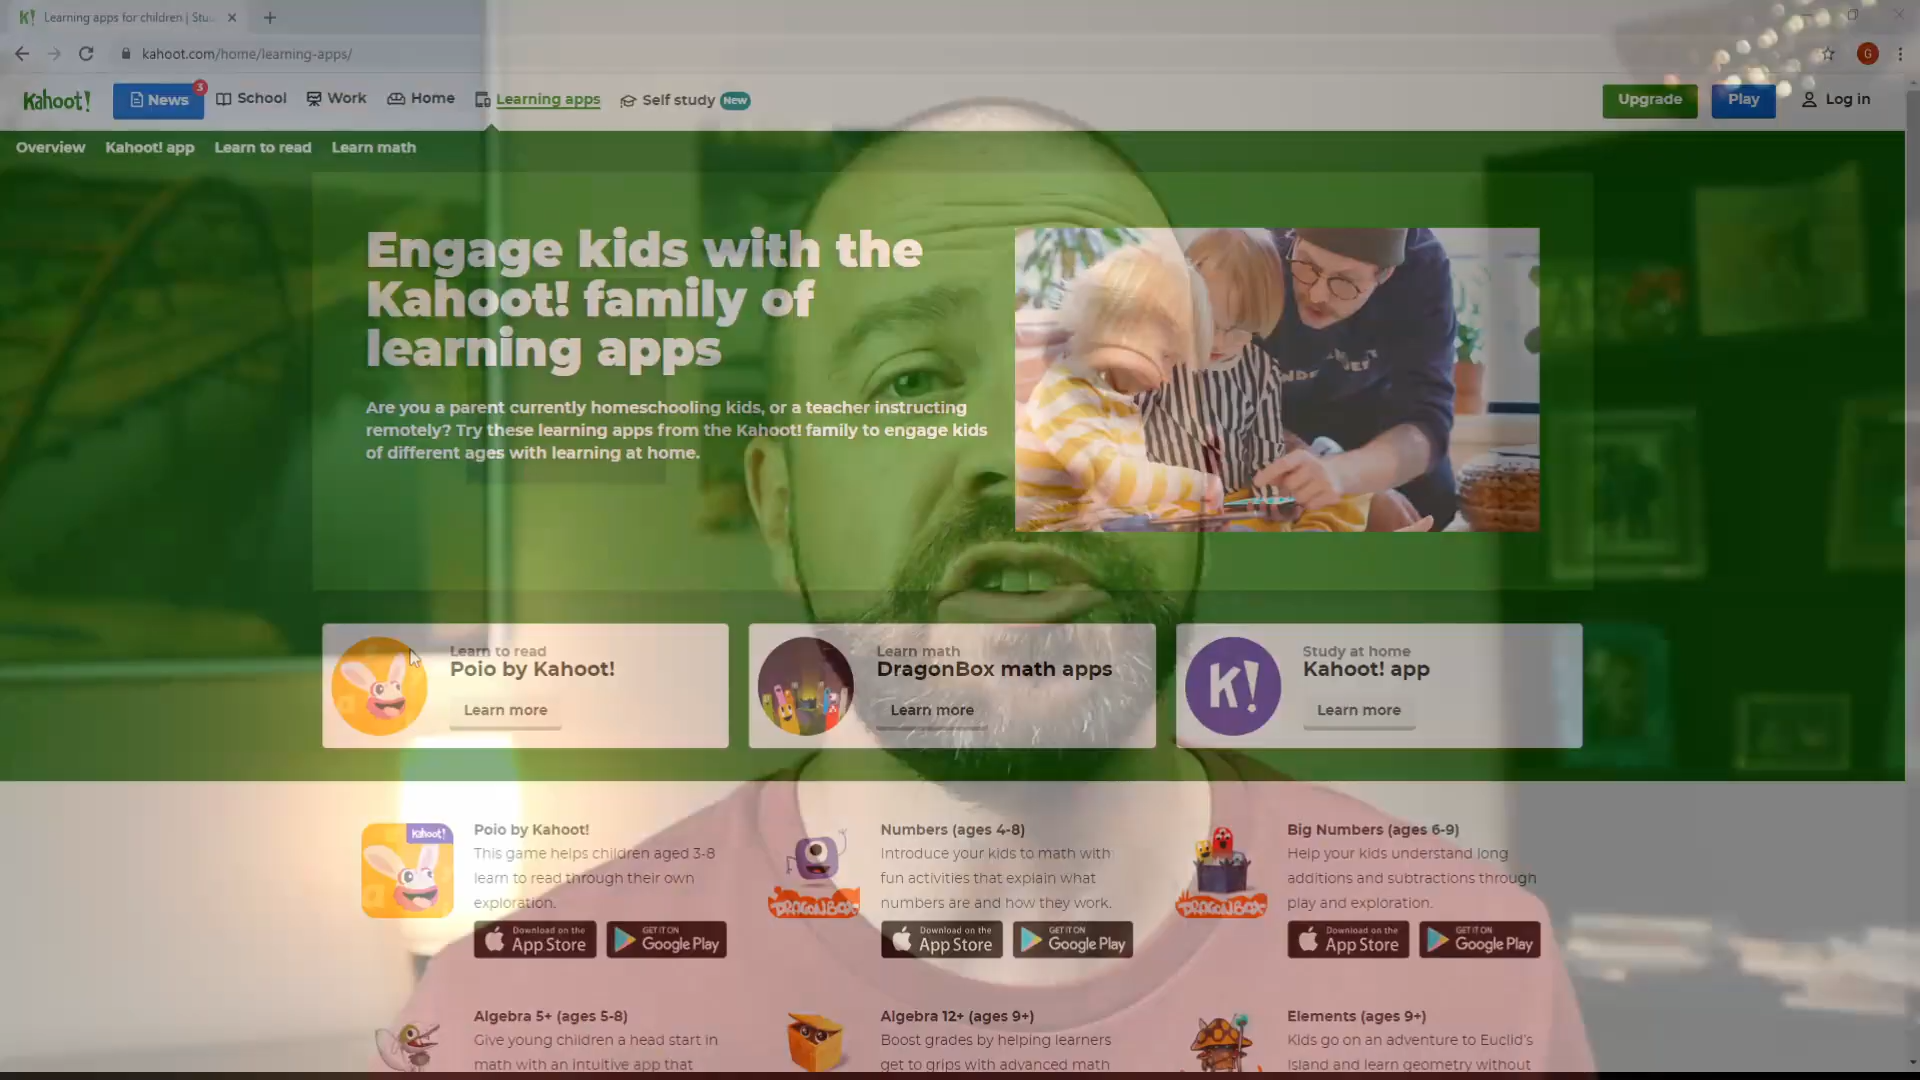 Learning apps for children | Stu
kahoot.com/home/learning-apps/
G
Kahoot!
News
3
School
Work
Home
Learning apps
Self study
New
Upgrade
Play
Log in
Overview
Kahoot! app
Learn to read
Learn math
Engage kids with the
Kahoot! family of
learning apps
Are you a parent currently homeschooling kids, or a teacher instructing
remotely? Try these learning apps from the Kahoot! family to engage kids
of different ages with learning at home.
Learn to read
Poio by Kahoot!
Learn more
Learn math
DragonBox math apps
Learn more
K!
Study at home
Kahoot! app
Learn more
Kahoot!
Poio by Kahoot!
This game helps children aged 3-8
learn to read through their own
exploration.
Download on the
App Store
GET IT ON
Google Play
DRAGONBOX
Numbers (ages 4-8)
Introduce your kids to math with
fun activities that explain what
numbers are and how they work.
Download on the
App Store
GET IT ON
Google Play
DRAGONBOX
Big Numbers (ages 6-9)
Help your kids understand long
additions and subtractions through
play and exploration.
Download on the
App Store
GET IT ON
Google Play
Algebra 5+ (ages 5-8)
Give young children a head start in
math with an intuitive app that
Algebra 12+ (ages 9+)
Boost grades by helping learners
get to grips with advanced math
Elements (ages 9+)
Kids go on an adventure to Euclid's
Island and learn geometry without